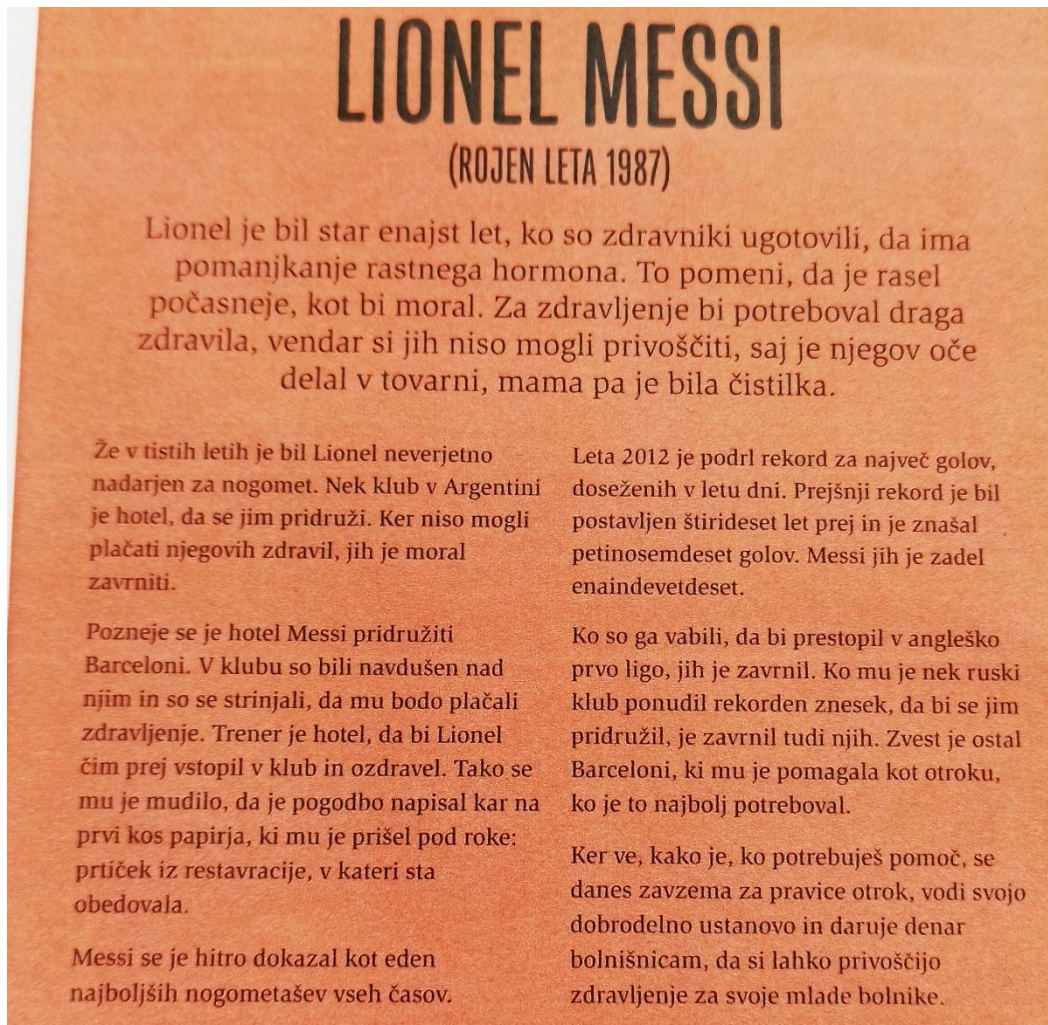 LIONEL MESSI
(ROJEN LETA 1987)
Lionel je bil star enajst let, ko so zdravniki ugotovili, da ima
pomanjkanje rastnega hormona. To pomeni, da je rasel
počasneje, kot bi moral. Za zdravljenje bi potreboval draga
zdravila, vendar si jih niso mogli privoščiti, saj je njegov oče
delal v tovarni, mama pa je bila čistilka.
Že v tistih letih je bil Lionel neverjetno
nadarjen za nogomet. Nek klub v Argentini
je hotel, da se jim pridruži. Ker niso mogli
plačati njegovih zdravil, jih je moral
zavrniti.
Pozneje se je hotel Messi pridružiti
Barceloni. V klubu so bili navdušen nad
njim in so se strinjali, da mu bodo plačali
zdravljenje. Trener je hotel, da bi Lionel
čim prej vstopil v klub in ozdravel. Tako se
mu je mudilo, da je pogodbo napisal kar na
prvi kos papirja, ki mu je prišel pod roke:
prtiček iz restavracije, v kateri sta
obedovala.
Messi se je hitro dokazal kot eden
najboljših nogometašev vseh časov.
Leta 2012 je podrl rekord za največ golov,
doseženih v letu dni. Prejšnji rekord je bil
postavljen štirideset let prej in je znašal
petinosemdeset golov. Messi jih je zadel
enaindevetdeset.
Ko so ga vabili, da bi prestopil v angleško
prvo ligo, jih je zavrnil. Ko mu je nek ruski
klub ponudil rekorden znesek, da bi se jim
pridružil, je zavrnil tudi njih. Zvest je ostal
Barceloni, ki mu je pomagala kot otroku,
ko je to najbolj potreboval.
Ker ve, kako je, ko potrebuješ pomoč, se
danes zavzema za pravice otrok, vodi svojo
dobrodelno ustanovo in daruje denar
bolnišnicam, da si lahko privoščijo
zdravljenje za svoje mlade bolnike.